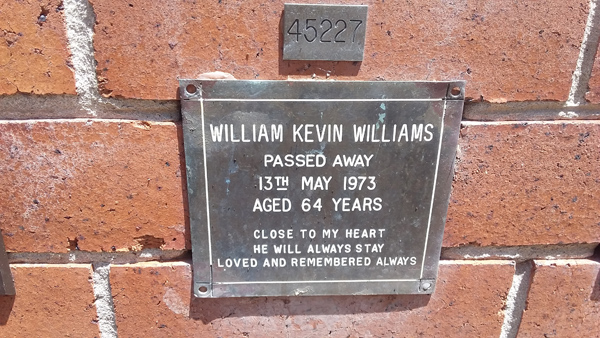 45227
WILLIAM KEVIN WILLIAMS
PASSED AWAY
13TH MAY 1973
AGED 64 YEARS
CLOSE TO MY HEART
HE WILL ALWAYS STAY
LOVED AND REMEMBERED ALWAYS